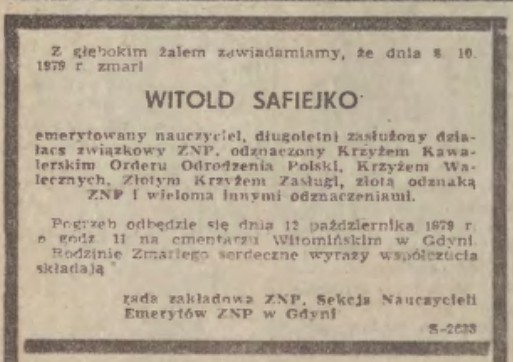 Z głębokim żalem zawiadamiamy, że dnia 8. 10.
1979 r. zmarł
WITOLD SAFIEJKO
emerytowany nauczyciel, długoletni zasłużony dzia-
łacz związkowy ZNP, odznaczony Krzyżem Kawa-
lerskim Orderu Odrodzenia Polski, Krzyżem Wa-
lecznych, Złotym Krzyżem Zasługi, złotą odznaką
ZNP i wieloma innymi odznaczeniami.
Pogrzeb odbędzie się dnia 12 października 1979 r.
o godz. 11 na cmentarzu Witomińskim w Gdyni.
Rodzinie Zmarłego serdeczne wyrazy współczucia
składają
rada zakładowa ZNP, Sekcja Nauczycieli
Emerytów ZNP w Gdyni
S-2633